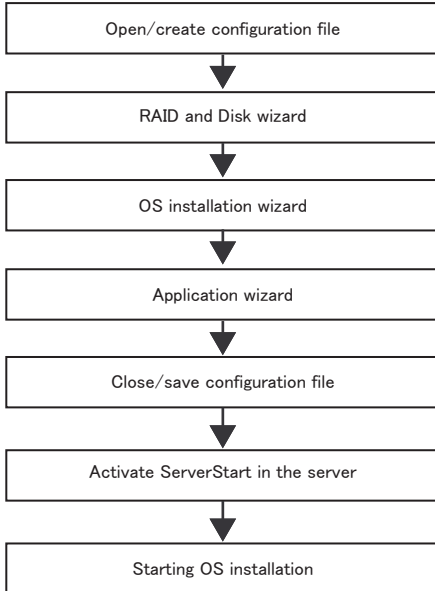 Open/create configuration file
RAID and Disk wizard
OS installation wizard
Application wizard
Close/save configuration file
Activate ServerStart in the server
Starting OS installation